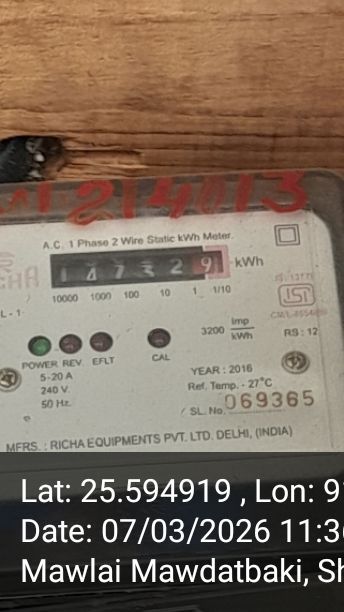 214013
A.C. 1 Phase 2 Wire Static kWh Meter.
1 4 7 3 2 9 kWh
10000 1000 100 10 1 1/10
L - 1
3200 Imp/kWh
RS : 12
POWER REV. EFLT CAL
5-20 A
240 V.
50 Hz.
YEAR : 2016
Ref. Temp. - 27°C
SL. No. 069365
MFRS. : RICHA EQUIPMENTS PVT. LTD. DELHI, (INDIA)
Lat: 25.594919 , Lon: 9
Date: 07/03/2026 11:3
Mawlai Mawdatbaki, Sh